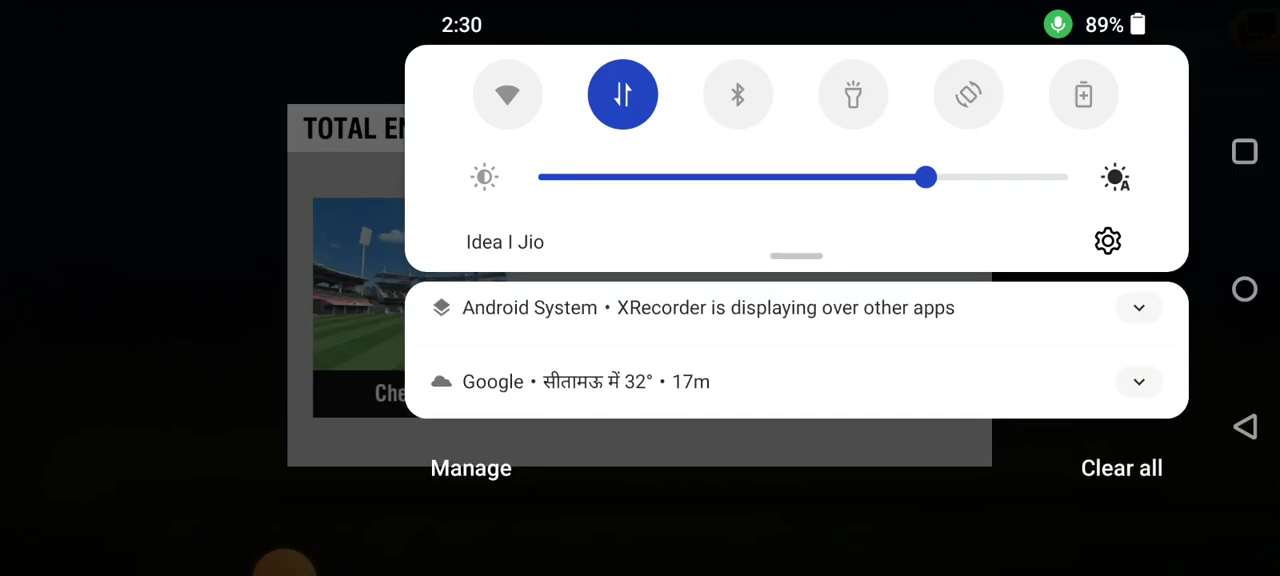 2:30
89%
TOTAL
Idea I Jio
Android System • XRecorder is displaying over other apps
Google • सीतामऊ में 32° • 17m
Manage
Clear all